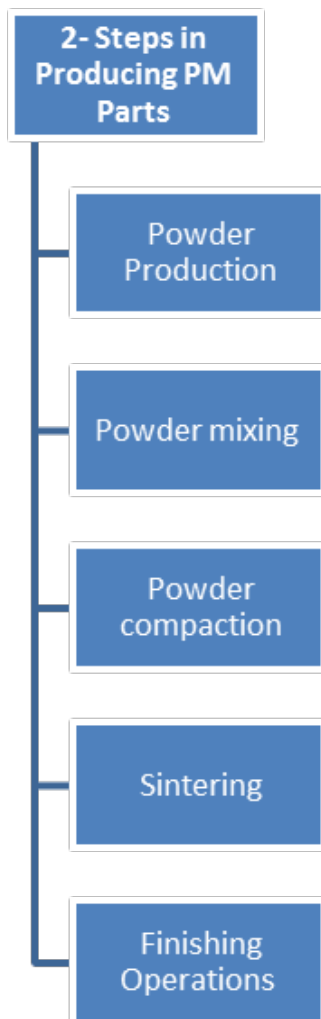 2- Steps in
Producing PM
Parts
Powder
Production
Powder mixing
Powder
compaction
Sintering
Finishing
Operations